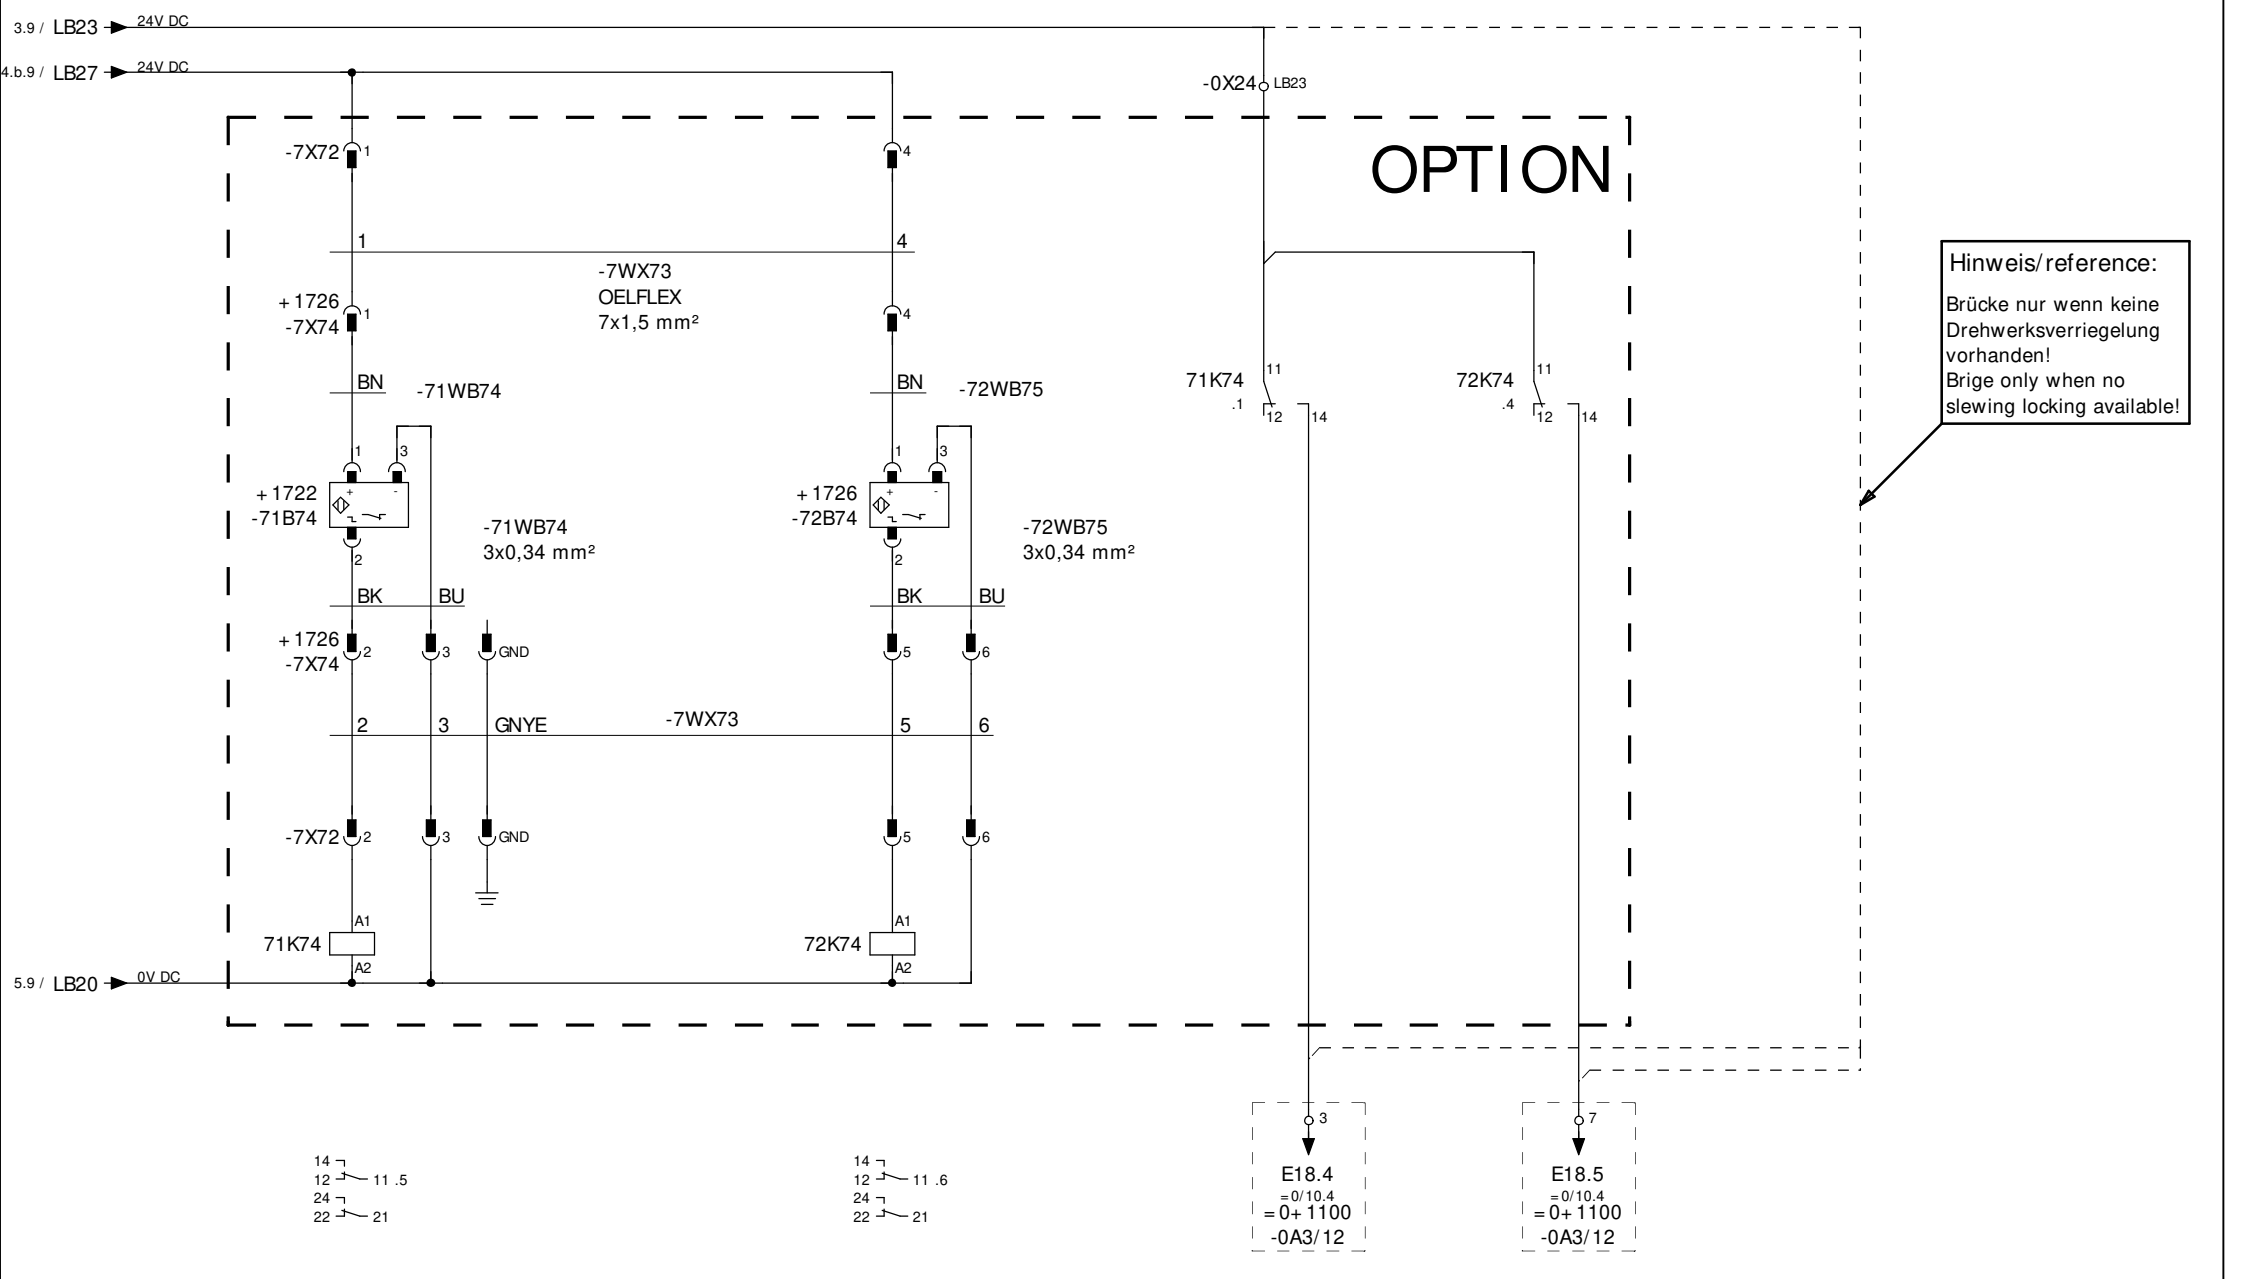 3.9 / LB23 24V DC
4.b.9 / LB27 24V DC
-0X24 LB23
OPTION
-7X72 1
4
1
4
-7WX73
OELFLEX
7x1,5 mm²
+1726
-7X74 1
4
BN
-71WB74
BN
-72WB75
71K74
.1
11
12 14
72K74
.4
11
12 14
Hinweis/reference:
Brücke nur wenn keine
Drehwerksverriegelung
vorhanden!
Brige only when no
slewing locking available!
1 3
+ -
+1722
-71B74
2
-71WB74
3x0,34 mm²
1 3
+ -
+1726
-72B74
2
-72WB75
3x0,34 mm²
BK BU
BK BU
+1726
-7X74 2 3 GND
5 6
2 3 GNYE -7WX73 5 6
-7X72 2 3 GND
5 6
A1
71K74
A2
A1
72K74
A2
5.9 / LB20 0V DC
14
12 11 .5
24
22 21
14
12 11 .6
24
22 21
3
E18.4
=0/10.4
=0+1100
-0A3/12
7
E18.5
=0/10.4
=0+1100
-0A3/12